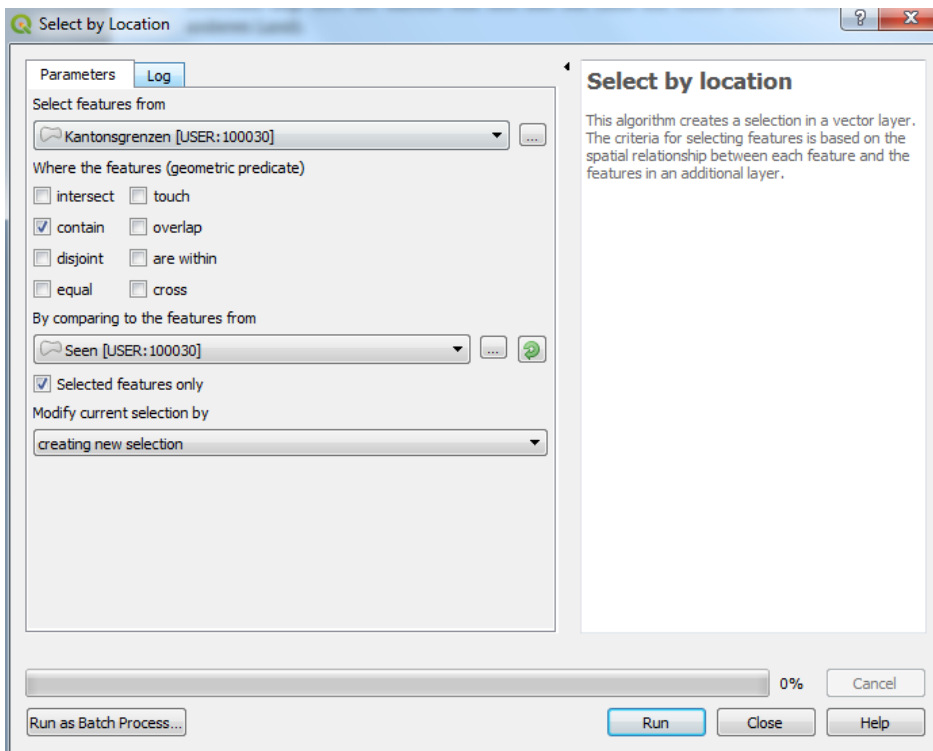 Select by Location
Parameters Log
Select features from
Kantonsgrenzen [USER:100030]
...
Where the features (geometric predicate)
intersect touch
contain overlap
disjoint are within
equal cross
By comparing to the features from
Seen [USER:100030]
...
Selected features only
Modify current selection by
creating new selection
Select by location
This algorithm creates a selection in a vector layer.
The criteria for selecting features is based on the
spatial relationship between each feature and the
features in an additional layer.
0%
Cancel
Run as Batch Process...
Run
Close
Help